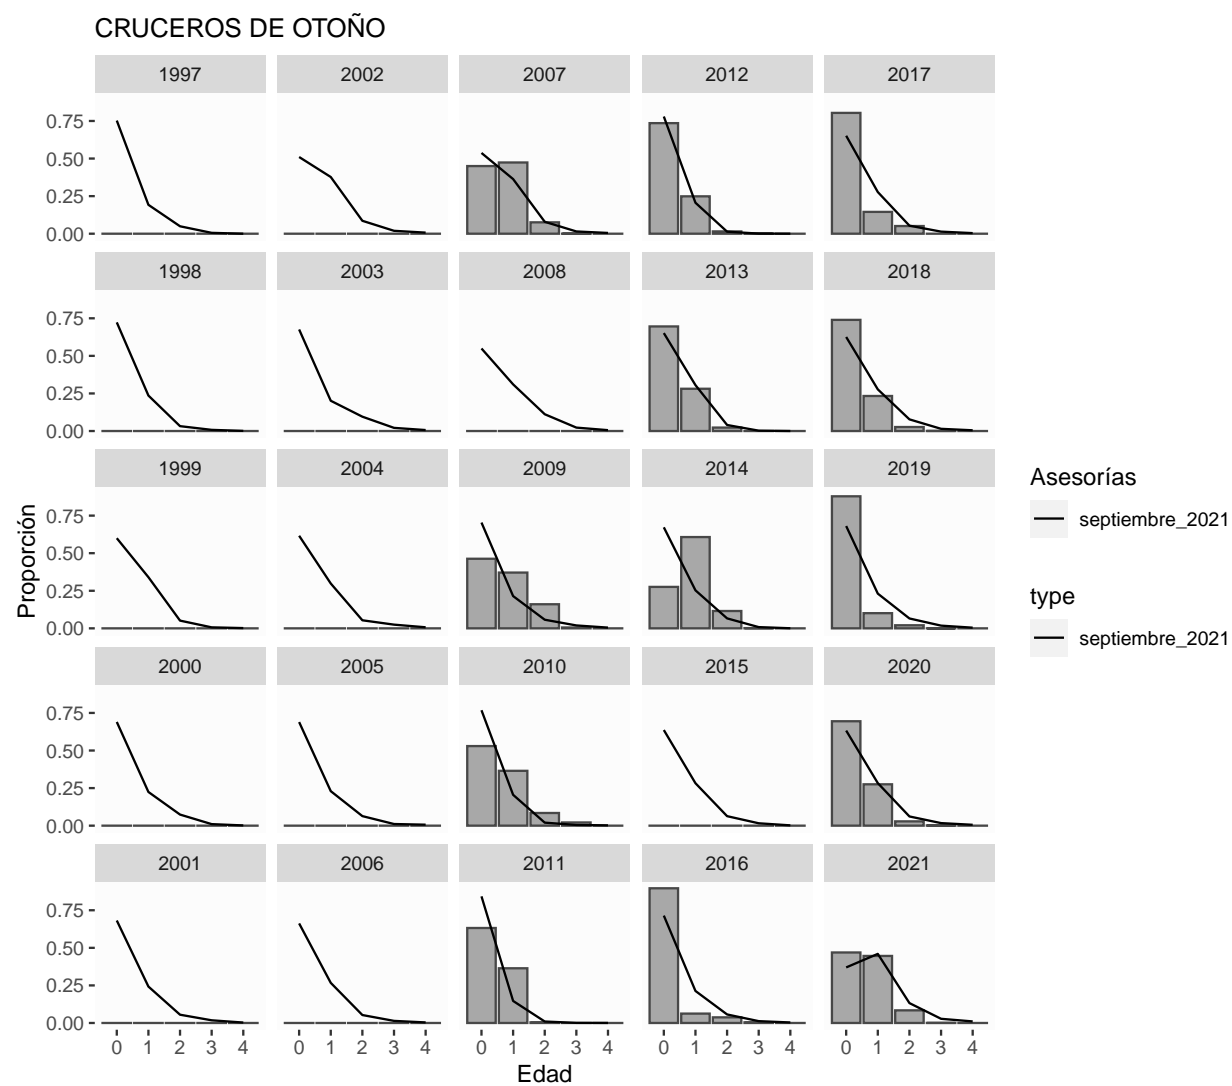 CRUCEROS DE OTOÑO
1997 2002 2007 2012 2017
0.75
0.50
0.25
0.00
1998 2003 2008 2013 2018
0.75
0.50
0.25
0.00
1999 2004 2009 2014 2019
0.75
0.50
0.25
0.00
2000 2005 2010 2015 2020
0.75
0.50
0.25
0.00
2001 2006 2011 2016 2021
0.75
0.50
0.25
0.00
0 1 2 3 4 0 1 2 3 4 0 1 2 3 4 0 1 2 3 4 0 1 2 3 4
Edad
Proporción
Asesorías
septiembre_2021
type
septiembre_2021